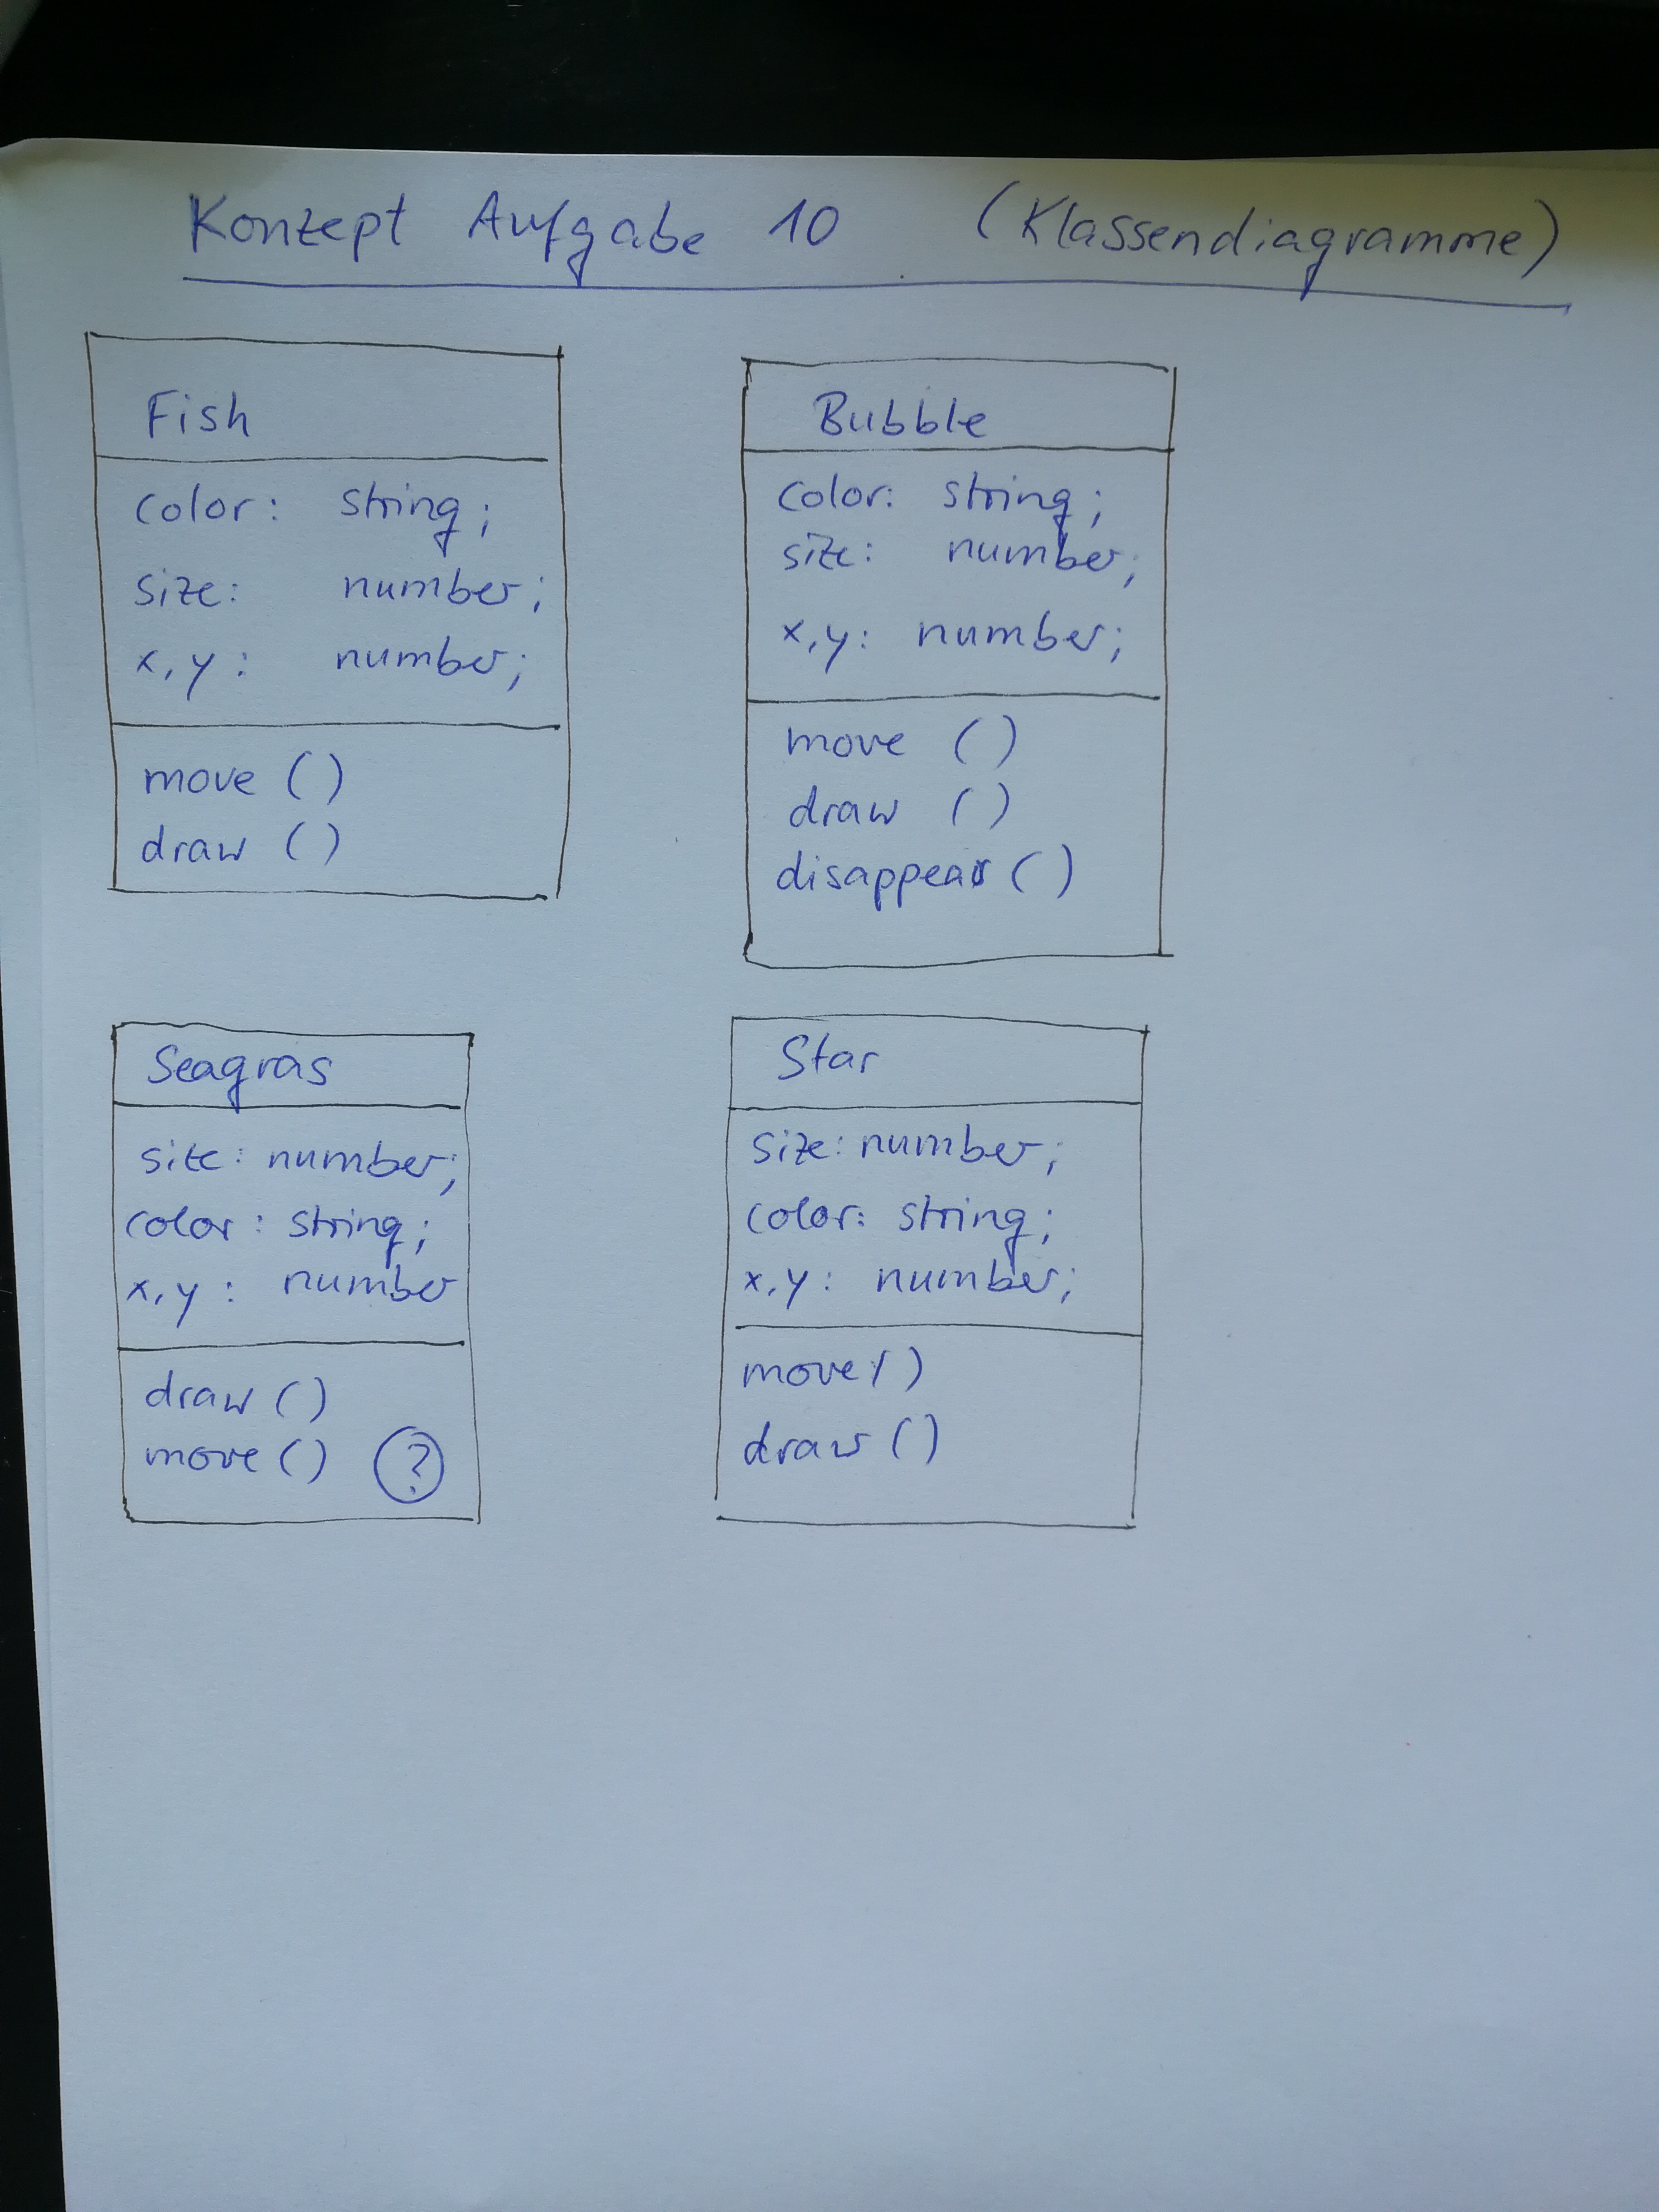 Konzept Aufgabe 10 (Klassendiagramme)
Fish
color: string;
size: number;
x,y: number;
move ()
draw ()
Bubble
color: string;
size: number;
x,y: number;
move ()
draw ()
disappear ()
Seagras
size: number;
color: string;
x,y: number
draw ()
move () ?
Star
size: number;
color: string;
x,y: number;
move ()
draw ()